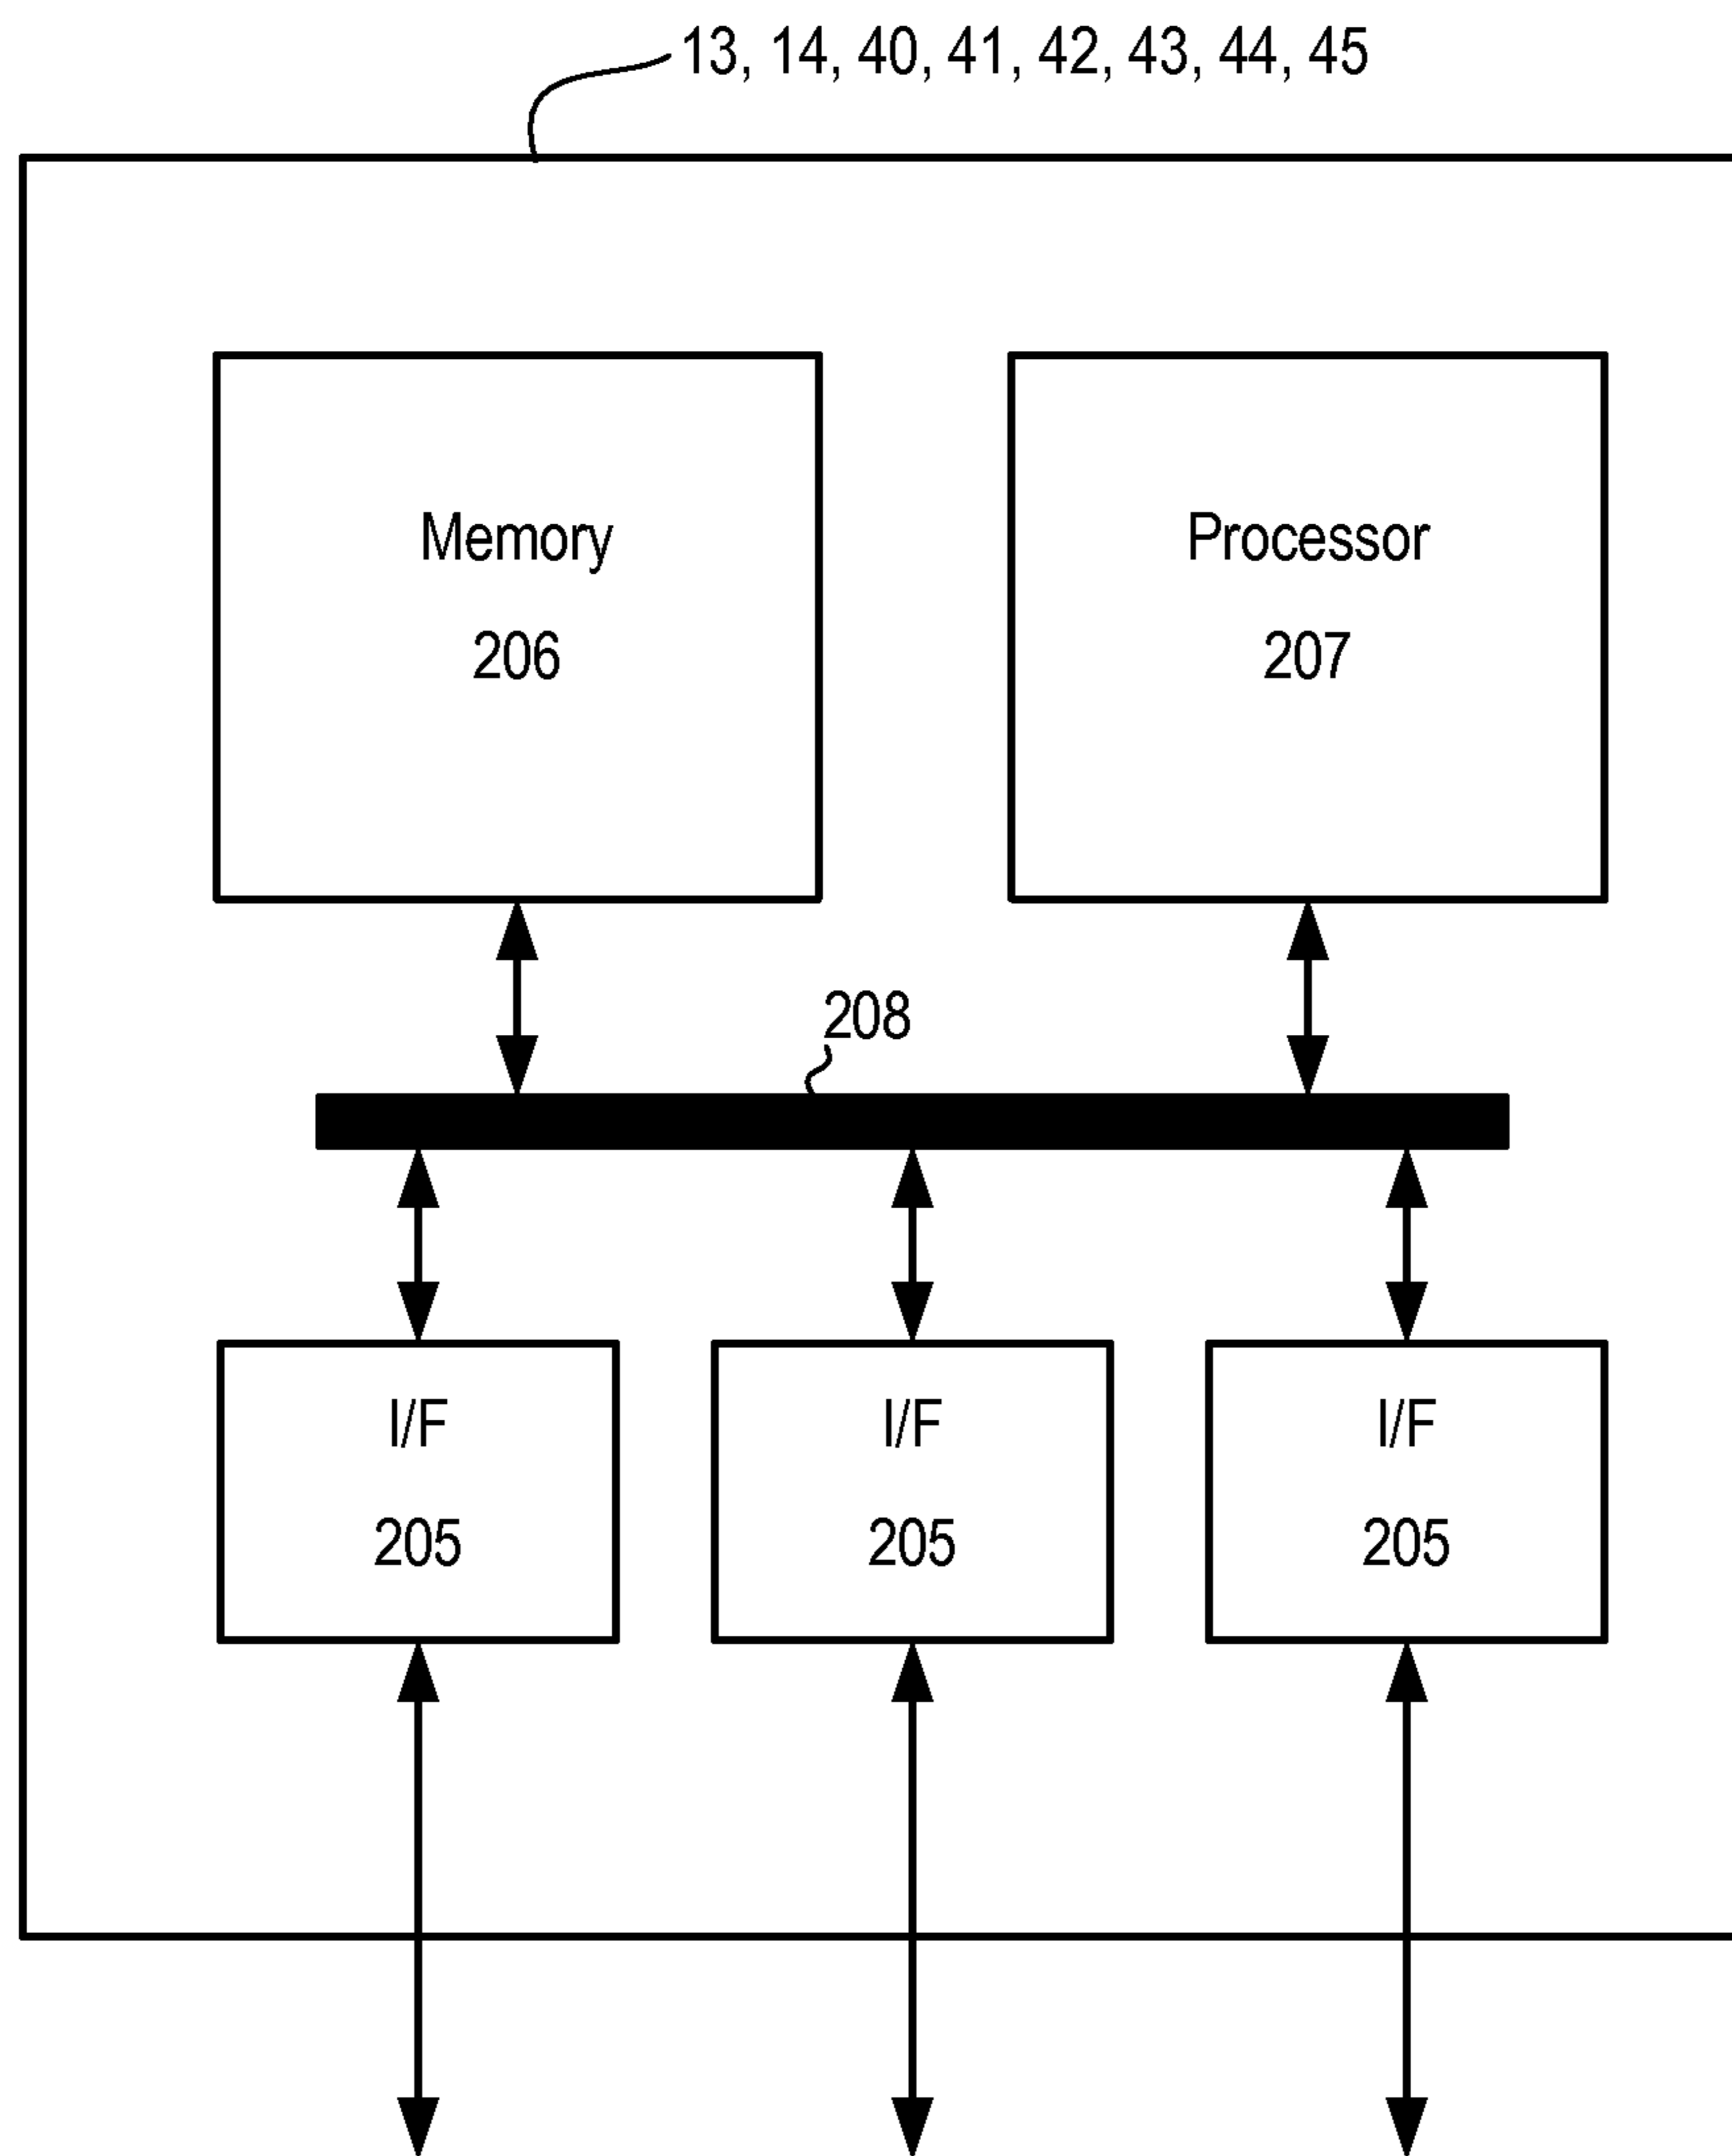 13, 14, 40, 41, 42, 43, 44, 45
Memory
206
Processor
207
208
I/F
205
I/F
205
I/F
205